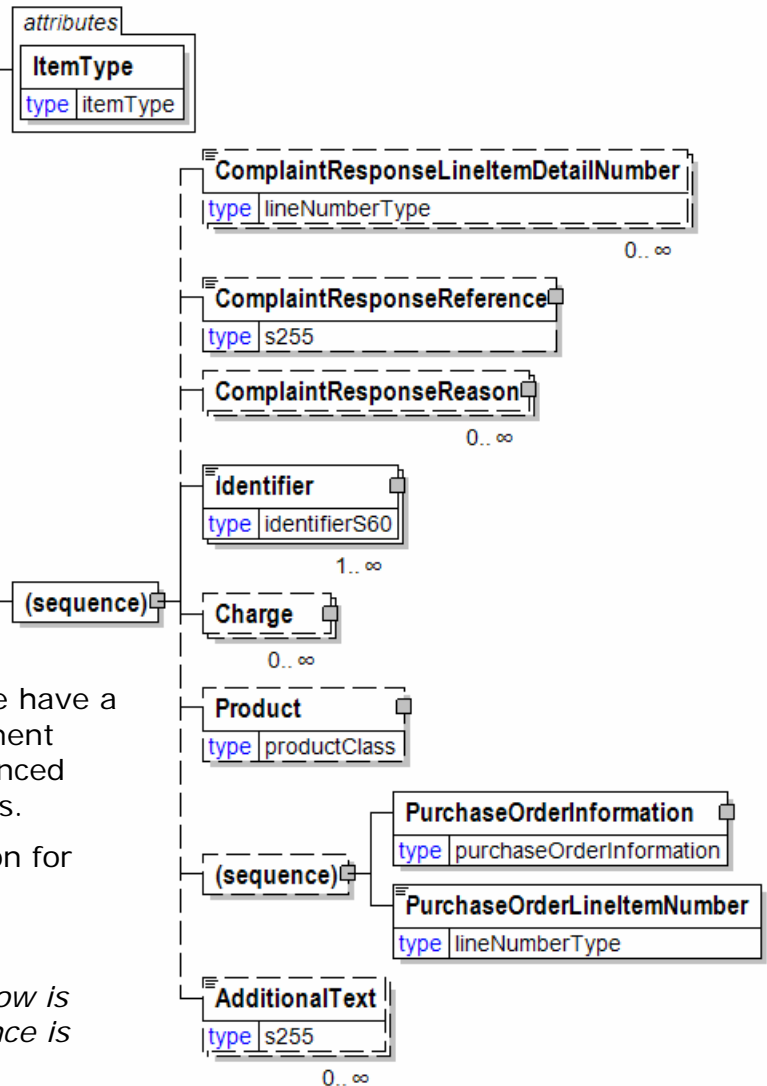 attributes
ItemType
type itemType
ComplaintResponseLineItemDetailNumber
type lineNumberType
0.. ∞
ComplaintResponseReference
type s255
ComplaintResponseReason
0.. ∞
Identifier
type identifierS60
1.. ∞
(sequence)
Charge
0.. ∞
e have a
nent
nced
s.
on for
ow is
nce is
Product
type productClass
(sequence)
PurchaseOrderInformation
type purchaseOrderInformation
PurchaseOrderLineItemNumber
type lineNumberType
AdditionalText
type s255
0.. ∞